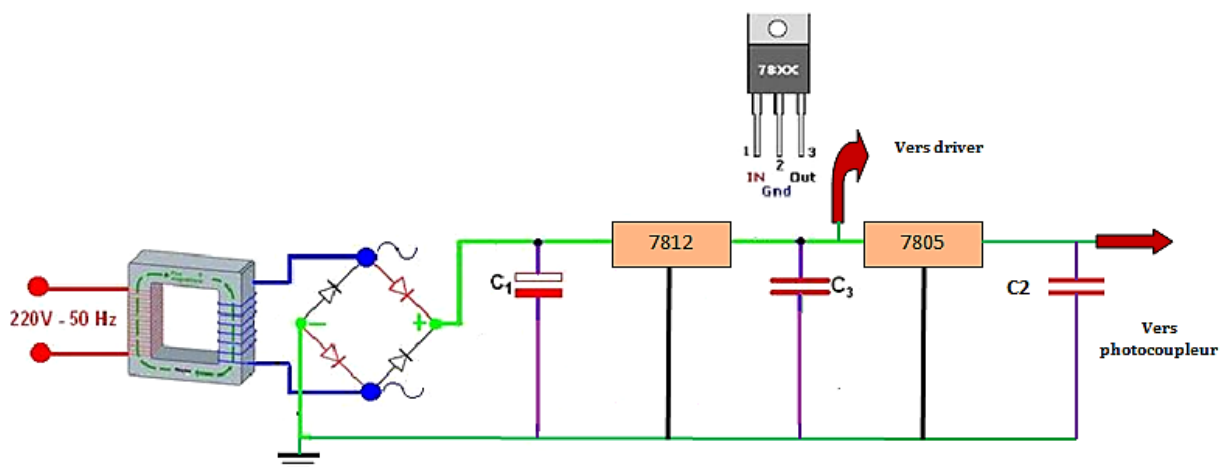 78XX
1
2
3
IN
Out
Gnd
Vers driver
7812
7805
220V - 50 Hz
C1
C3
C2
Vers
photocoupleur